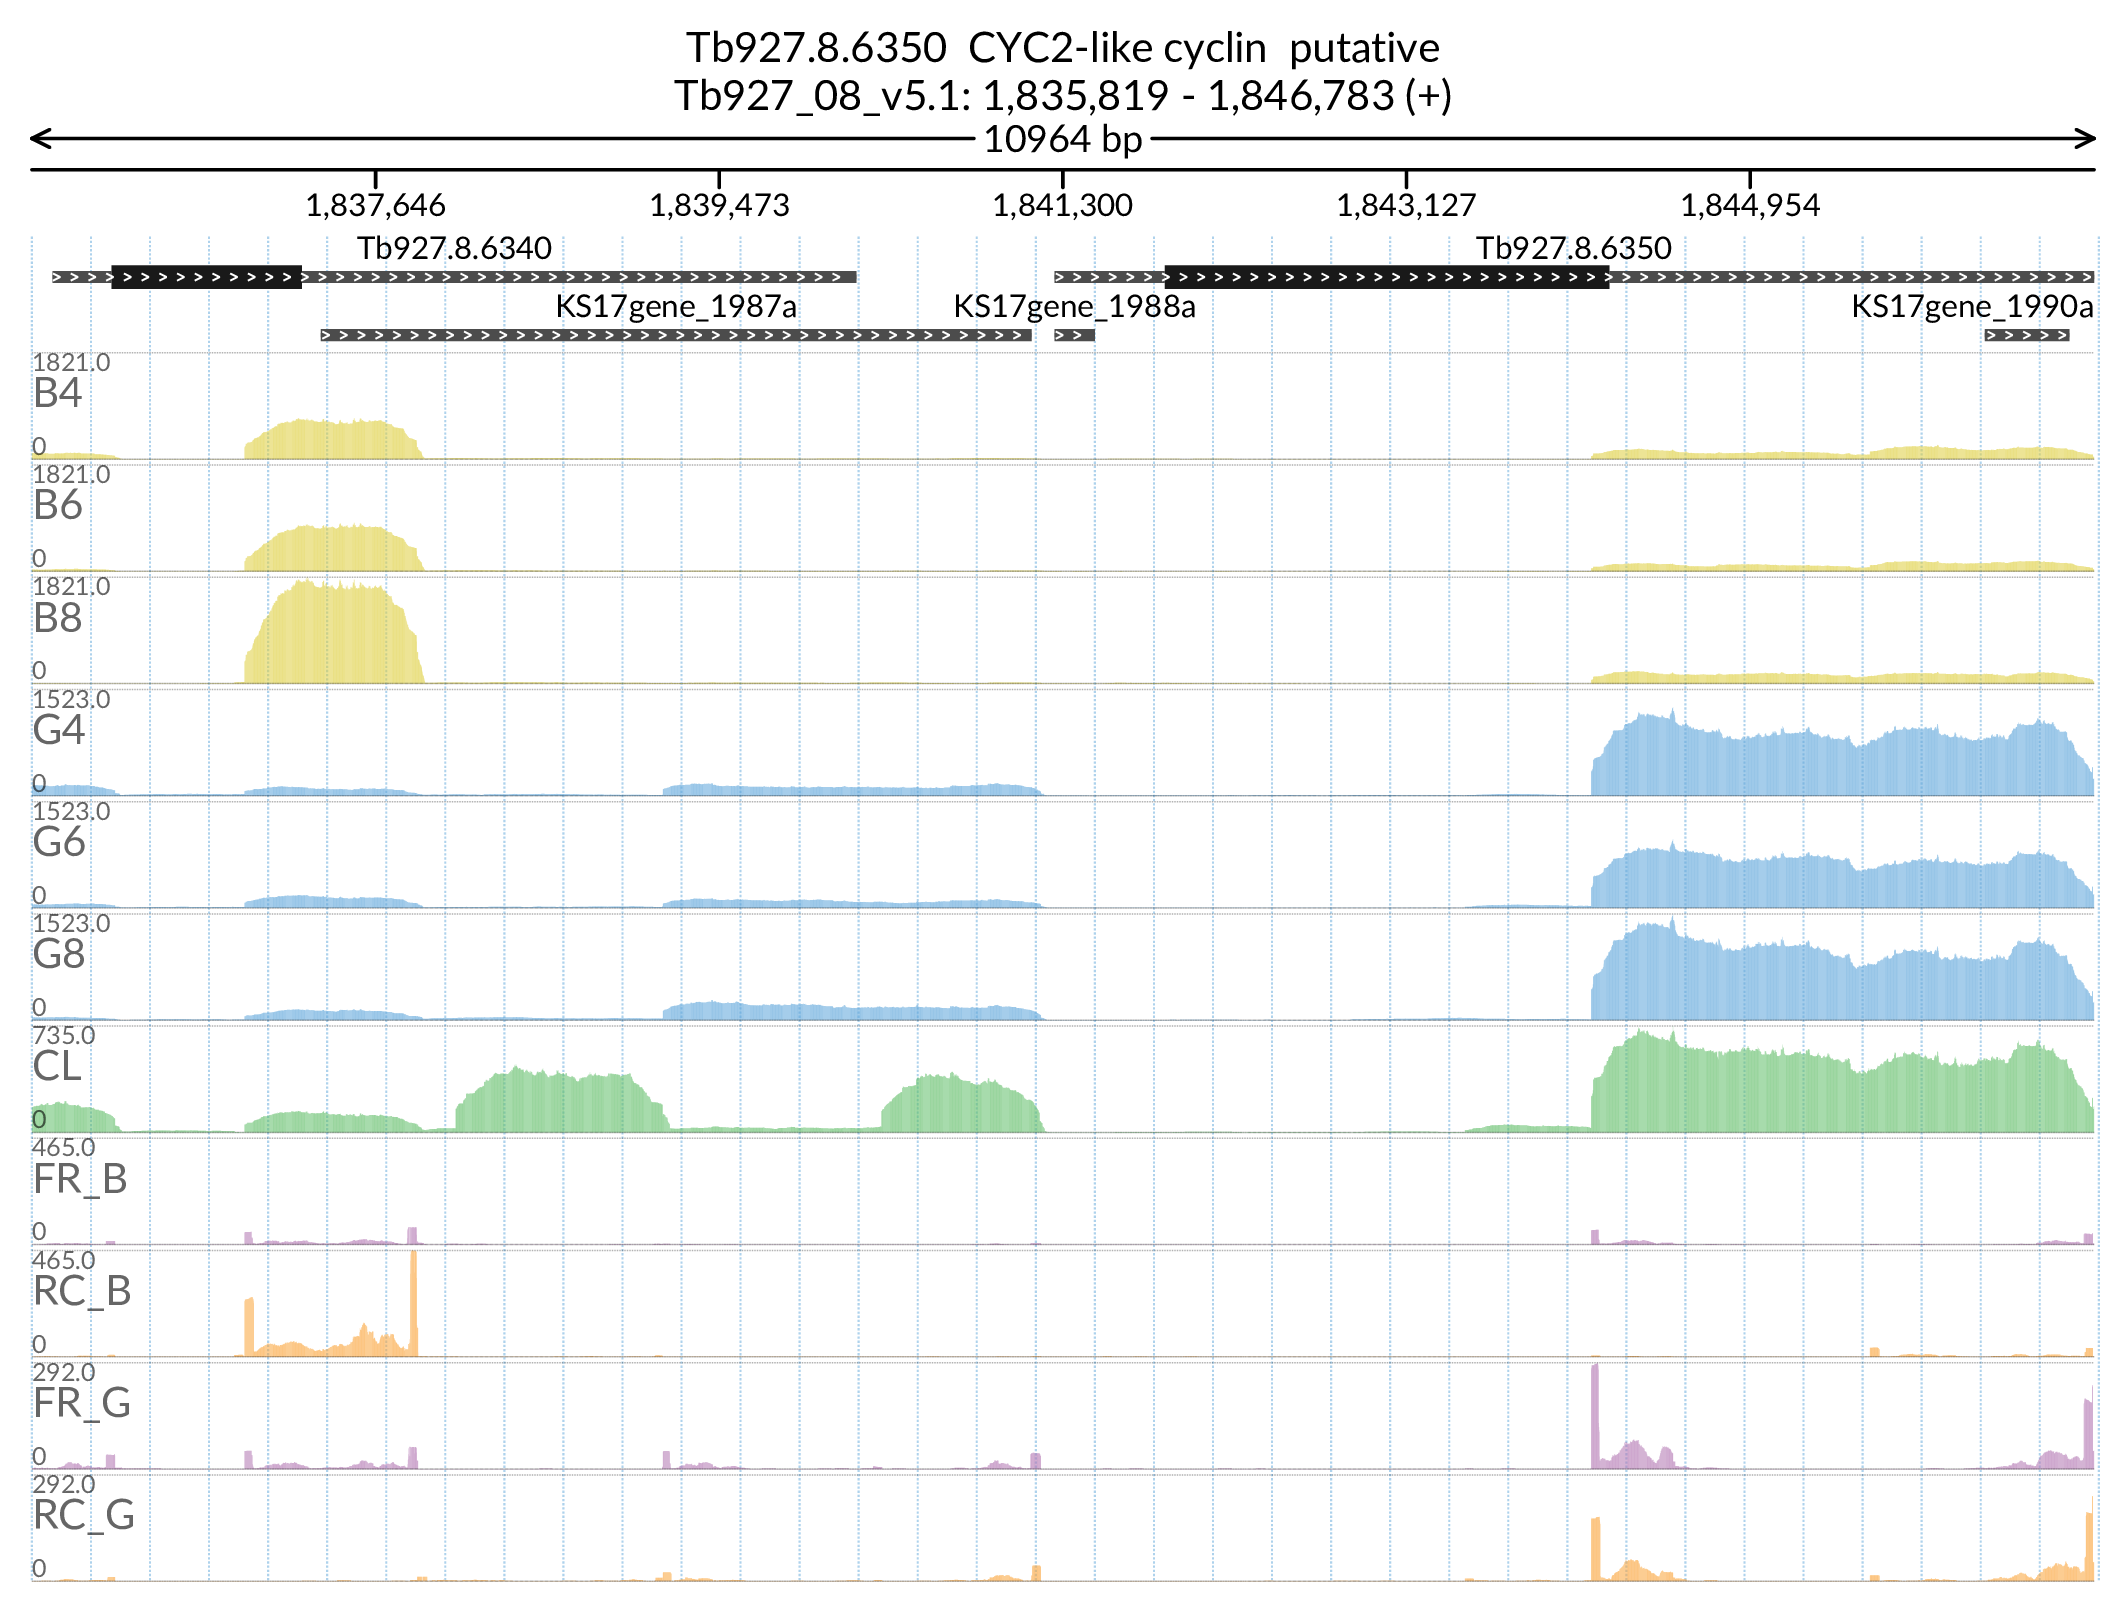 Tb927.8.6350 CYC2-like cyclin putative
Tb927_08_v5.1: 1,835,819 - 1,846,783 (+)
10964 bp
1,837,646 1,839,473 1,841,300 1,843,127 1,844,954
Tb927.8.6340 Tb927.8.6350
KS17gene_1987a KS17gene_1988a KS17gene_1990a
1821.0
B4
0
1821.0
B6
0
1821.0
B8
0
1523.0
G4
0
1523.0
G6
0
1523.0
G8
0
735.0
CL
0
465.0
FR_B
0
465.0
RC_B
0
292.0
FR_G
0
292.0
RC_G
0